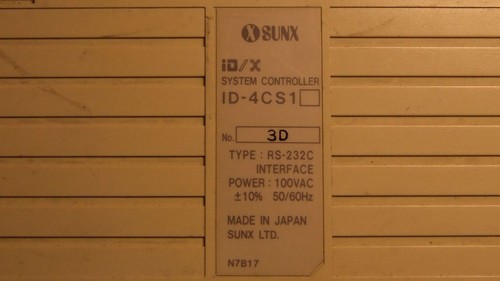 SUNX
iD/X
SYSTEM CONTROLLER
ID-4CS1□
No. 3D
TYPE : RS-232C
INTERFACE
POWER : 100VAC
±10% 50/60Hz
MADE IN JAPAN
SUNX LTD.
N7B17